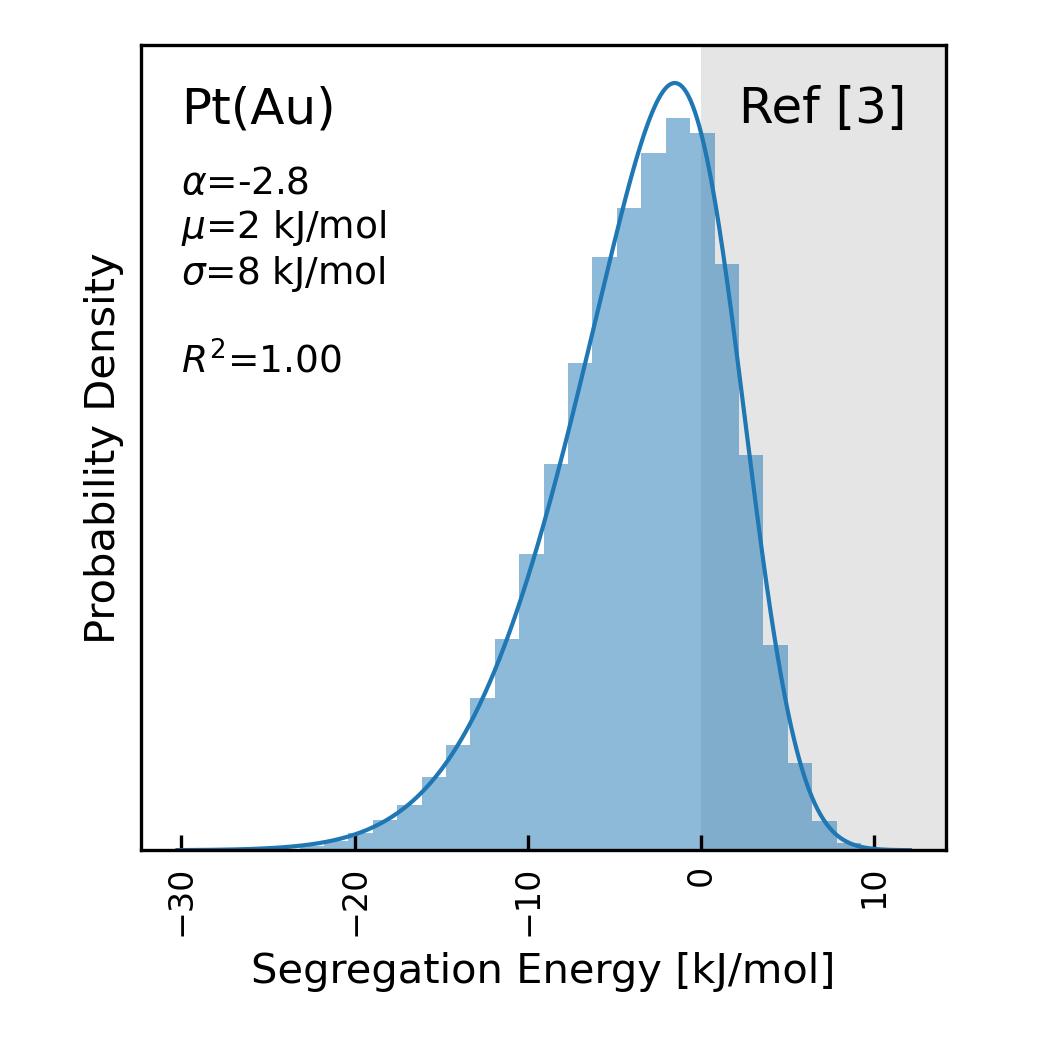 Pt(Au)
Ref [3]
α=-2.8
μ=2 kJ/mol
σ=8 kJ/mol
R²=1.00
Probability Density
−30
−20
−10
0
10
Segregation Energy [kJ/mol]